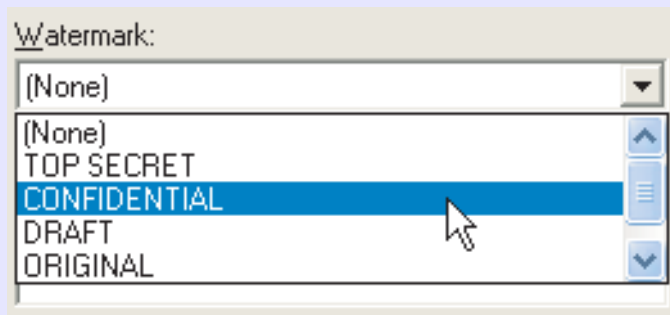 Watermark:
(None)
(None)
TOP SECRET
CONFIDENTIAL
DRAFT
ORIGINAL